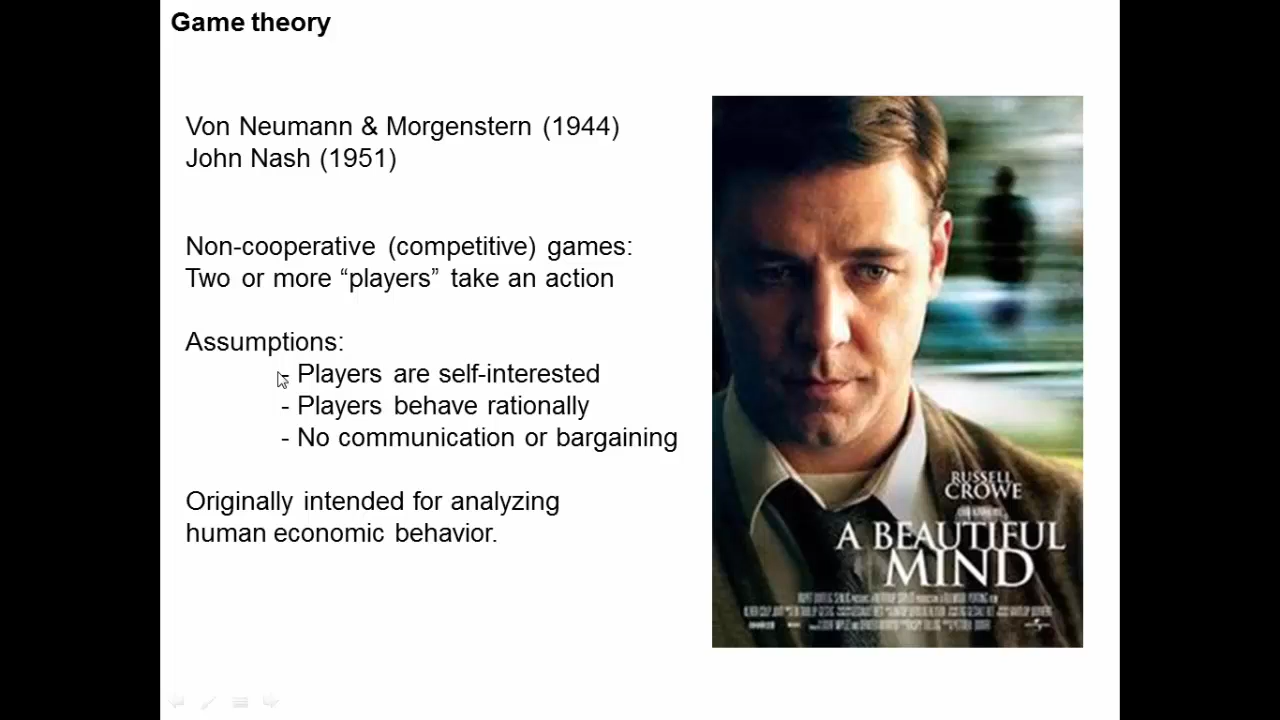 Game theory
Von Neumann & Morgenstern (1944)
John Nash (1951)
Non-cooperative (competitive) games:
Two or more “players” take an action
Assumptions:
- Players are self-interested
- Players behave rationally
- No communication or bargaining
Originally intended for analyzing
human economic behavior.
RUSSELL
CROWE
A BEAUTIFUL
MIND